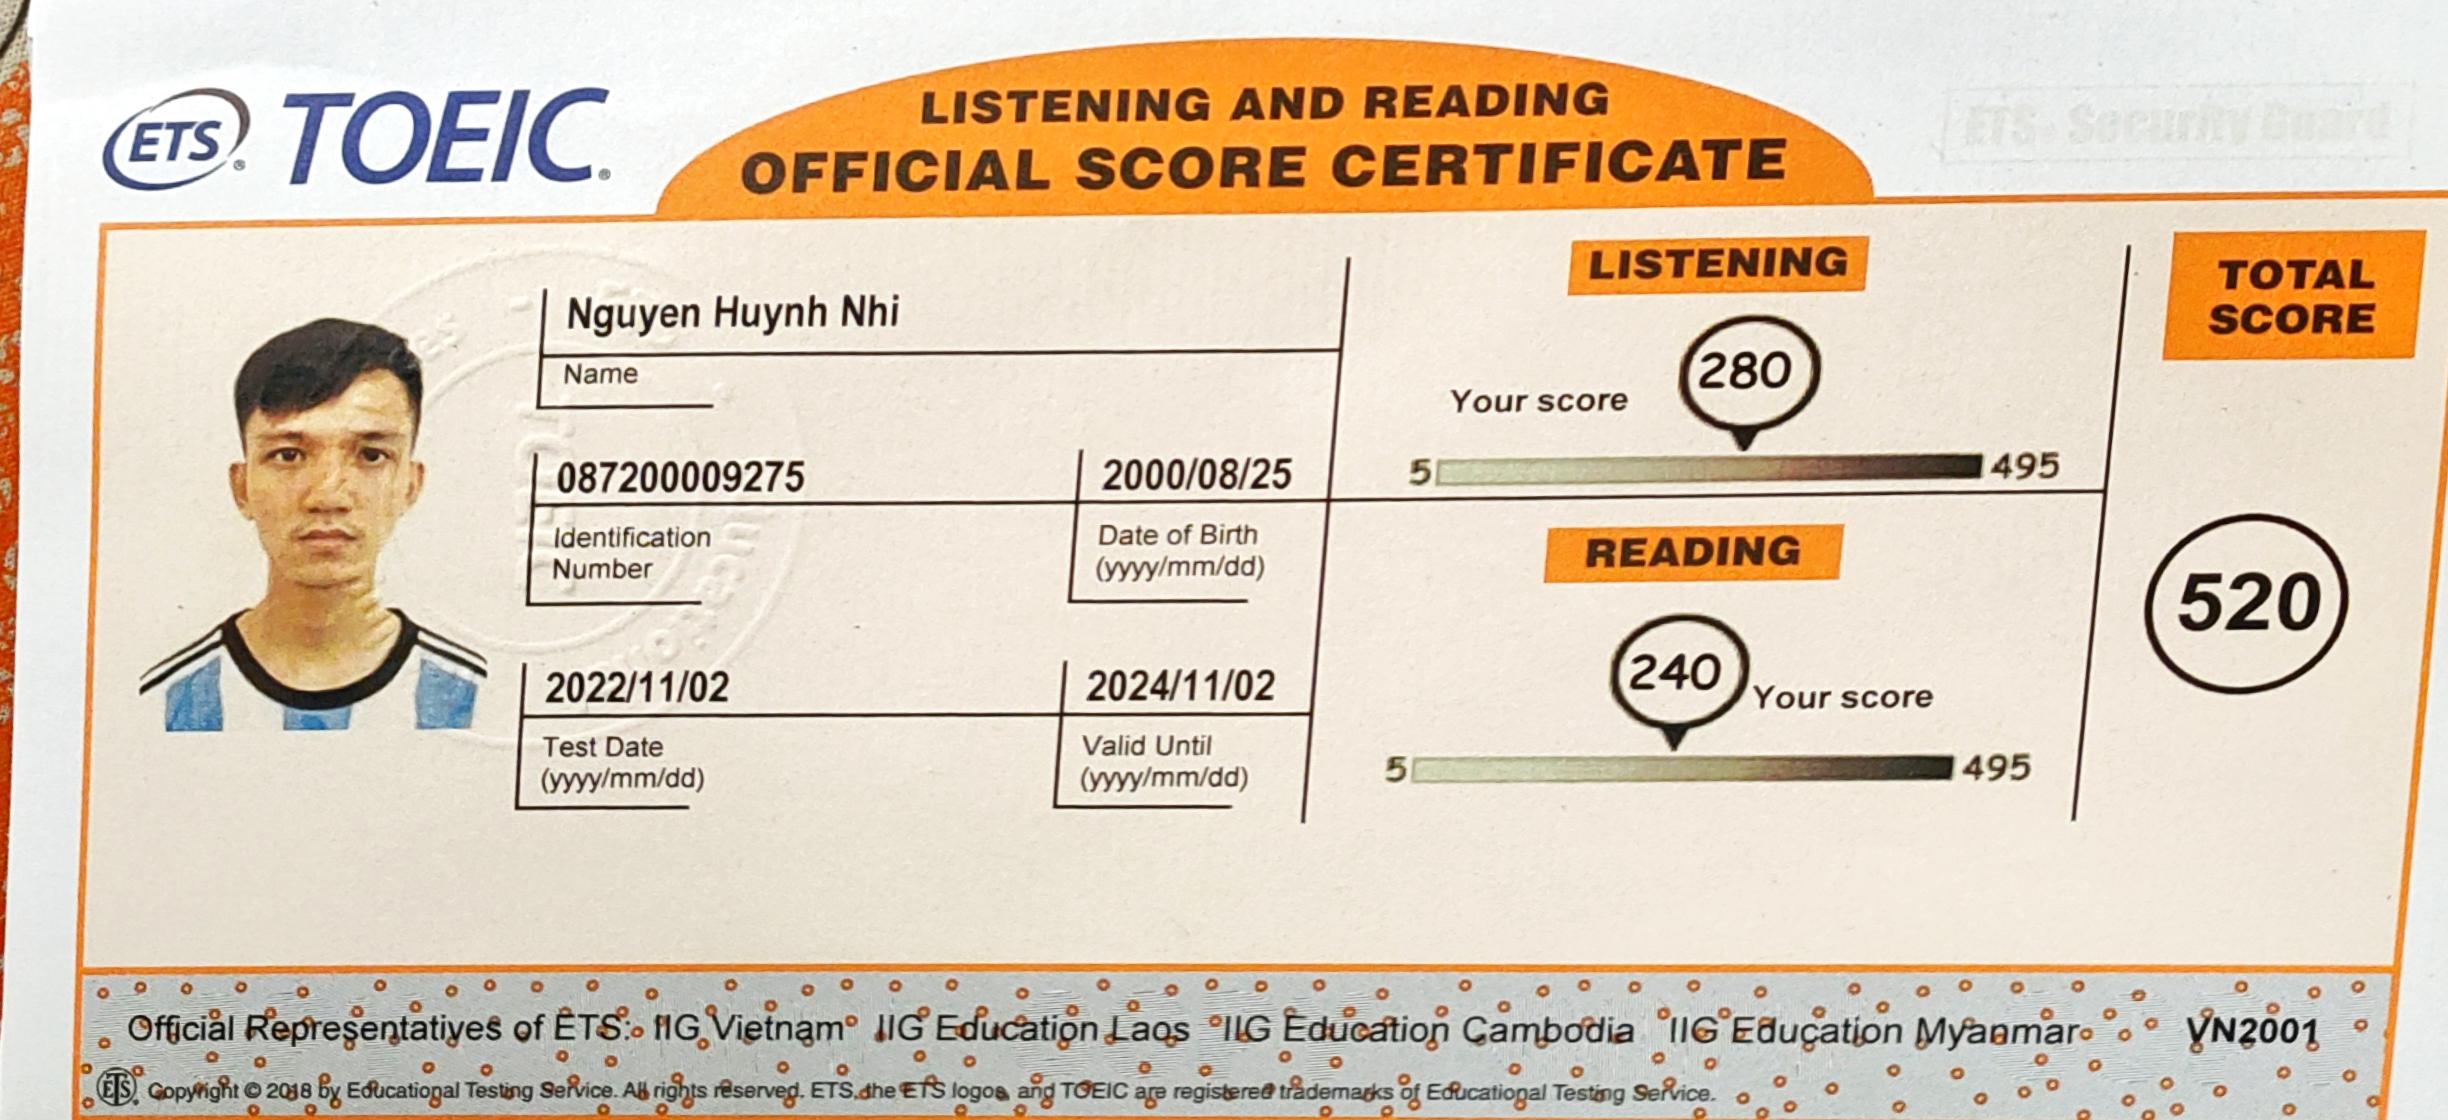 ETS® TOEIC®
LISTENING AND READING
OFFICIAL SCORE CERTIFICATE
ETS® Security Guard
Nguyen Huynh Nhi
Name
087200009275
Identification
Number
2000/08/25
Date of Birth
(yyyy/mm/dd)
2022/11/02
Test Date
(yyyy/mm/dd)
2024/11/02
Valid Until
(yyyy/mm/dd)
LISTENING
Your score 280
5 495
READING
240 Your score
5 495
TOTAL
SCORE
520
Official Representatives of ETS: IIG Vietnam IIG Education Laos IIG Education Cambodia IIG Education Myanmar VN2001
ETS® Copyright © 2018 by Educational Testing Service. All rights reserved. ETS, the ETS logos, and TOEIC are registered trademarks of Educational Testing Service.